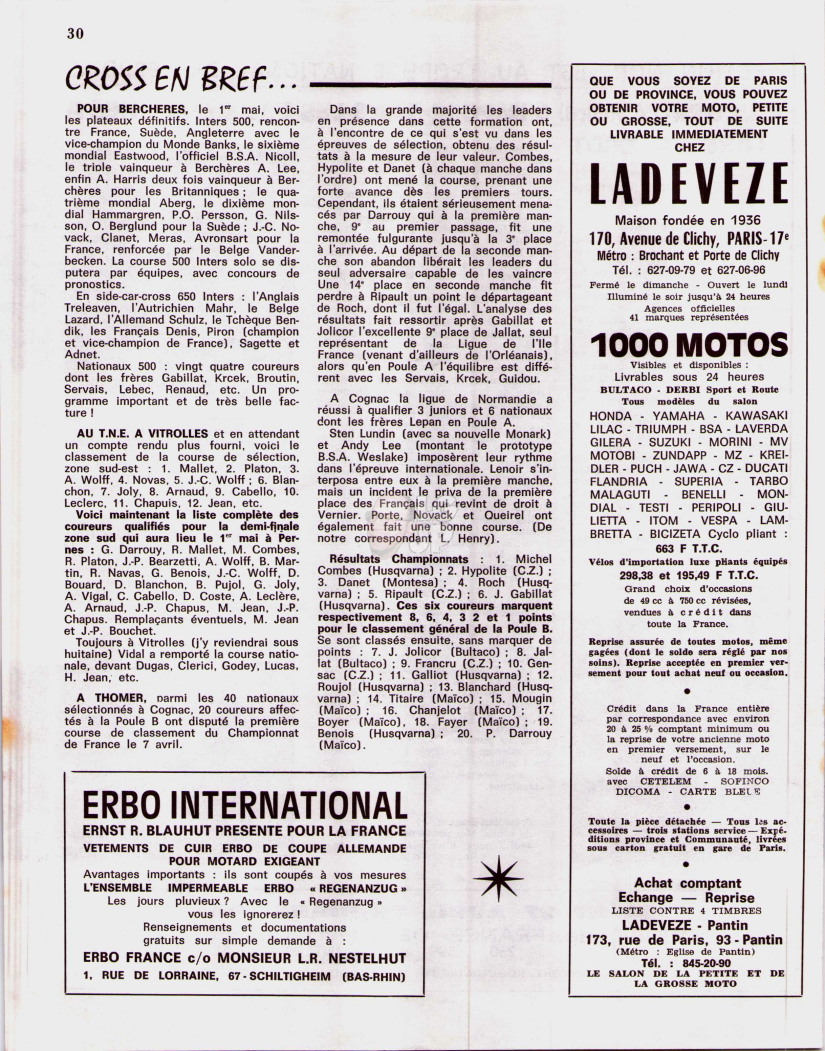 30
CROSS EN BREF...
POUR BERCHERES, le 1er mai, voici
les plateaux définitifs. Inters 500, rencon-
tre France, Suède, Angleterre avec le
vice-champion du Monde Banks, le sixième
mondial Eastwood, l'officiel B.S.A. Nicoll,
le triple vainqueur à Berchères A. Lee,
enfin A. Harris deux fois vainqueur à Ber-
chères pour les Britanniques ; le qua-
trième mondial Aberg, le dixième mon-
dial Hammargren, P.O. Persson, G. Nils-
son, O. Berglund pour la Suède ; J.-C. No-
vack, Clanet, Meras, Avronsart pour la
France, renforcée par le Belge Vander-
becken. La course 500 Inters solo se dis-
putera par équipes, avec concours de
pronostics.
En side-car-cross 650 Inters : l'Anglais
Treleaven, l'Autrichien Mahr, le Belge
Lazard, l'Allemand Schulz, le Tchèque Ben-
dik, les Français Denis, Piron (champion
et vice-champion de France), Sagette et
Adnet.
Nationaux 500 : vingt quatre coureurs
dont les frères Gabillat, Krcek, Broutin,
Servais, Lebec, Renaud, etc. Un pro-
gramme important et de très belle fac-
ture !
AU T.N.E. A VITROLLES et en attendant
un compte rendu plus fourni, voici le
classement de la course de sélection,
zone sud-est : 1. Mallet, 2. Platon, 3.
A. Wolff, 4. Novas, 5. J.-C. Wolff ; 6. Blan-
chon, 7. Joly, 8. Arnaud, 9. Cabello, 10.
Leclerc, 11. Chapuis, 12. Jean, etc.
Voici maintenant la liste complète des
coureurs qualifiés pour la demi-finale
zone sud qui aura lieu le 1er mai à Per-
nes : G. Darrouy, R. Mallet, M. Combes,
R. Platon, J.-P. Bearzetti, A. Wolff, B. Mar-
tin, R. Navas, G. Benois, J.-C. Wolff, D.
Bouard, D. Blanchon, B. Pujol, G. Joly,
A. Vigal, C. Cabello, D. Coste, A. Leclère,
A. Arnaud, J.-P. Chapus, M. Jean, J.-P.
Chapus. Remplaçants éventuels, M. Jean
et J.-P. Bouchet.
Toujours à Vitrolles (j'y reviendrai sous
huitaine) Vidal a remporté la course natio-
nale, devant Dugas, Clerici, Godey, Lucas,
H. Jean, etc.
A THOMER, parmi les 40 nationaux
sélectionnés à Cognac, 20 coureurs affec-
tés à la Poule B ont disputé la première
course de classement du Championnat
de France le 7 avril.
Dans la grande majorité les leaders
en présence dans cette formation ont,
à l'encontre de ce qui s'est vu dans les
épreuves de sélection, obtenu des résul-
tats à la mesure de leur valeur. Combes,
Hypolite et Danet (à chaque manche dans
l'ordre) ont mené la course, prenant une
forte avance dès les premiers tours.
Cependant, ils étaient sérieusement mena-
cés par Darrouy qui à la première man-
che, 9e au premier passage, fit une
remontée fulgurante jusqu'à la 3e place
à l'arrivée. Au départ de la seconde man-
che son abandon libérait les leaders du
seul adversaire capable de les vaincre
Une 14e place en seconde manche fit
perdre à Ripault un point le départageant
de Roch, dont il fut l'égal. L'analyse des
résultats fait ressortir après Gabillat et
Jolicor l'excellente 9e place de Jallat, seul
représentant de la Ligue de l'Ile
France (venant d'ailleurs de l'Orléanais),
alors qu'en Poule A l'équilibre est diffé-
rent avec les Servais, Krcek, Guidou.
A Cognac la ligue de Normandie a
réussi à qualifier 3 juniors et 6 nationaux
dont les frères Lepan en Poule A.
Sten Lundin (avec sa nouvelle Monark)
et Andy Lee (montant le prototype
B.S.A. Weslake) imposèrent leur rythme
dans l'épreuve internationale. Lenoir s'in-
terposa entre eux à la première manche,
mais un incident le priva de la première
place des Français qui revint de droit à
Vernier. Porte, Novack et Oueirel ont
également fait une bonne course. (De
notre correspondant L. Henry).
Résultats Championnats : 1. Michel
Combes (Husqvarna) ; 2. Hypolite (C.Z.) ;
3. Danet (Montesa) ; 4. Roch (Husq-
varna) ; 5. Ripault (C.Z.) ; 6. J. Gabillat
(Husqvarna). Ces six coureurs marquent
respectivement 8, 6, 4, 3 2 et 1 points
pour le classement général de la Poule B.
Se sont classés ensuite, sans marquer de
points : 7. J. Jolicor (Bultaco) ; 8. Jal-
lat (Bultaco) ; 9. Francru (C.Z.) ; 10. Gen-
sac (C.Z.) ; 11. Galliot (Husqvarna) ; 12.
Roujol (Husqvarna) ; 13. Blanchard (Husq-
varna) ; 14. Titaire (Maïco) ; 15. Mougin
(Maïco) ; 16. Chanjelot (Maïco) ; 17.
Boyer (Maïco), 18. Fayer (Maïco) ; 19.
Benois (Husqvarna) ; 20. P. Darrouy
(Maïco).
ERBO INTERNATIONAL
ERNST R. BLAUHUT PRESENTE POUR LA FRANCE
VETEMENTS DE CUIR ERBO DE COUPE ALLEMANDE
POUR MOTARD EXIGEANT
Avantages importants : ils sont coupés à vos mesures
L'ENSEMBLE IMPERMEABLE ERBO « REGENANZUG »
Les jours pluvieux ? Avec le « Regenanzug »
vous les ignorerez !
Renseignements et documentations
gratuits sur simple demande à :
ERBO FRANCE c/o MONSIEUR L.R. NESTELHUT
1, RUE DE LORRAINE, 67 - SCHILTIGHEIM (BAS-RHIN)
QUE VOUS SOYEZ DE PARIS
OU DE PROVINCE, VOUS POUVEZ
OBTENIR VOTRE MOTO, PETITE
OU GROSSE, TOUT DE SUITE
LIVRABLE IMMEDIATEMENT
CHEZ
LADEVEZE
Maison fondée en 1936
170, Avenue de Clichy, PARIS-17e
Métro : Brochant et Porte de Clichy
Tél. : 627-09-79 et 627-06-96
Fermé le dimanche - Ouvert le lundi
Illuminé le soir jusqu'à 24 heures
Agences officielles
41 marques représentées
1000 MOTOS
Visibles et disponibles :
Livrables sous 24 heures
BULTACO - DERBI Sport et Route
Tous modèles du salon
HONDA - YAMAHA - KAWASAKI
LILAC - TRIUMPH - BSA - LAVERDA
GILERA - SUZUKI - MORINI - MV
MOTOBI - ZUNDAPP - MZ - KREI-
DLER - PUCH - JAWA - CZ - DUCATI
FLANDRIA - SUPERIA - TARBO
MALAGUTI - BENELLI - MON-
DIAL - TESTI - PERIPOLI - GIU-
LIETTA - ITOM - VESPA - LAM-
BRETTA - BICIZETA Cyclo pliant :
663 F T.T.C.
Vélos d'importation luxe pliants équipés
298,38 et 195,49 F T.T.C.
Grand choix d'occasions
de 49 cc à 750 cc révisées,
vendues à crédit dans
toute la France.
Reprise assurée de toutes motos, même
gagées (dont le solde sera réglé par nos
soins). Reprise acceptée en premier ver-
sement pour tout achat neuf ou occasion.
Crédit dans la France entière
par correspondance avec environ
20 à 25 % comptant minimum ou
la reprise de votre ancienne moto
en premier versement, sur le
neuf et l'occasion.
Solde à crédit de 6 à 18 mois.
avec CETELEM - SOFINCO
DICOMA - CARTE BLEUE
Toute la pièce détachée — Tous les ac-
cessoires — trois stations service — Expé-
ditions province et Communauté, livrées
sous carton gratuit en gare de Paris.
Achat comptant
Echange — Reprise
LISTE CONTRE 4 TIMBRES
LADEVEZE - Pantin
173, rue de Paris, 93 - Pantin
(Métro : Eglise de Pantin)
Tél. : 845-20-90
LE SALON DE LA PETITE ET DE
LA GROSSE MOTO